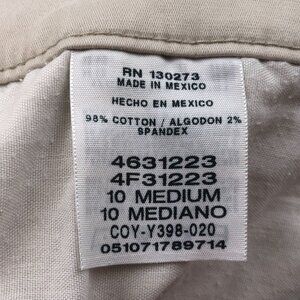 RN 130273
MADE IN MEXICO
HECHO EN MEXICO
98% COTTON / ALGODON 2%
SPANDEX
4631223
4F31223
10 MEDIUM
10 MEDIANO
COY-Y398-020
051071789714